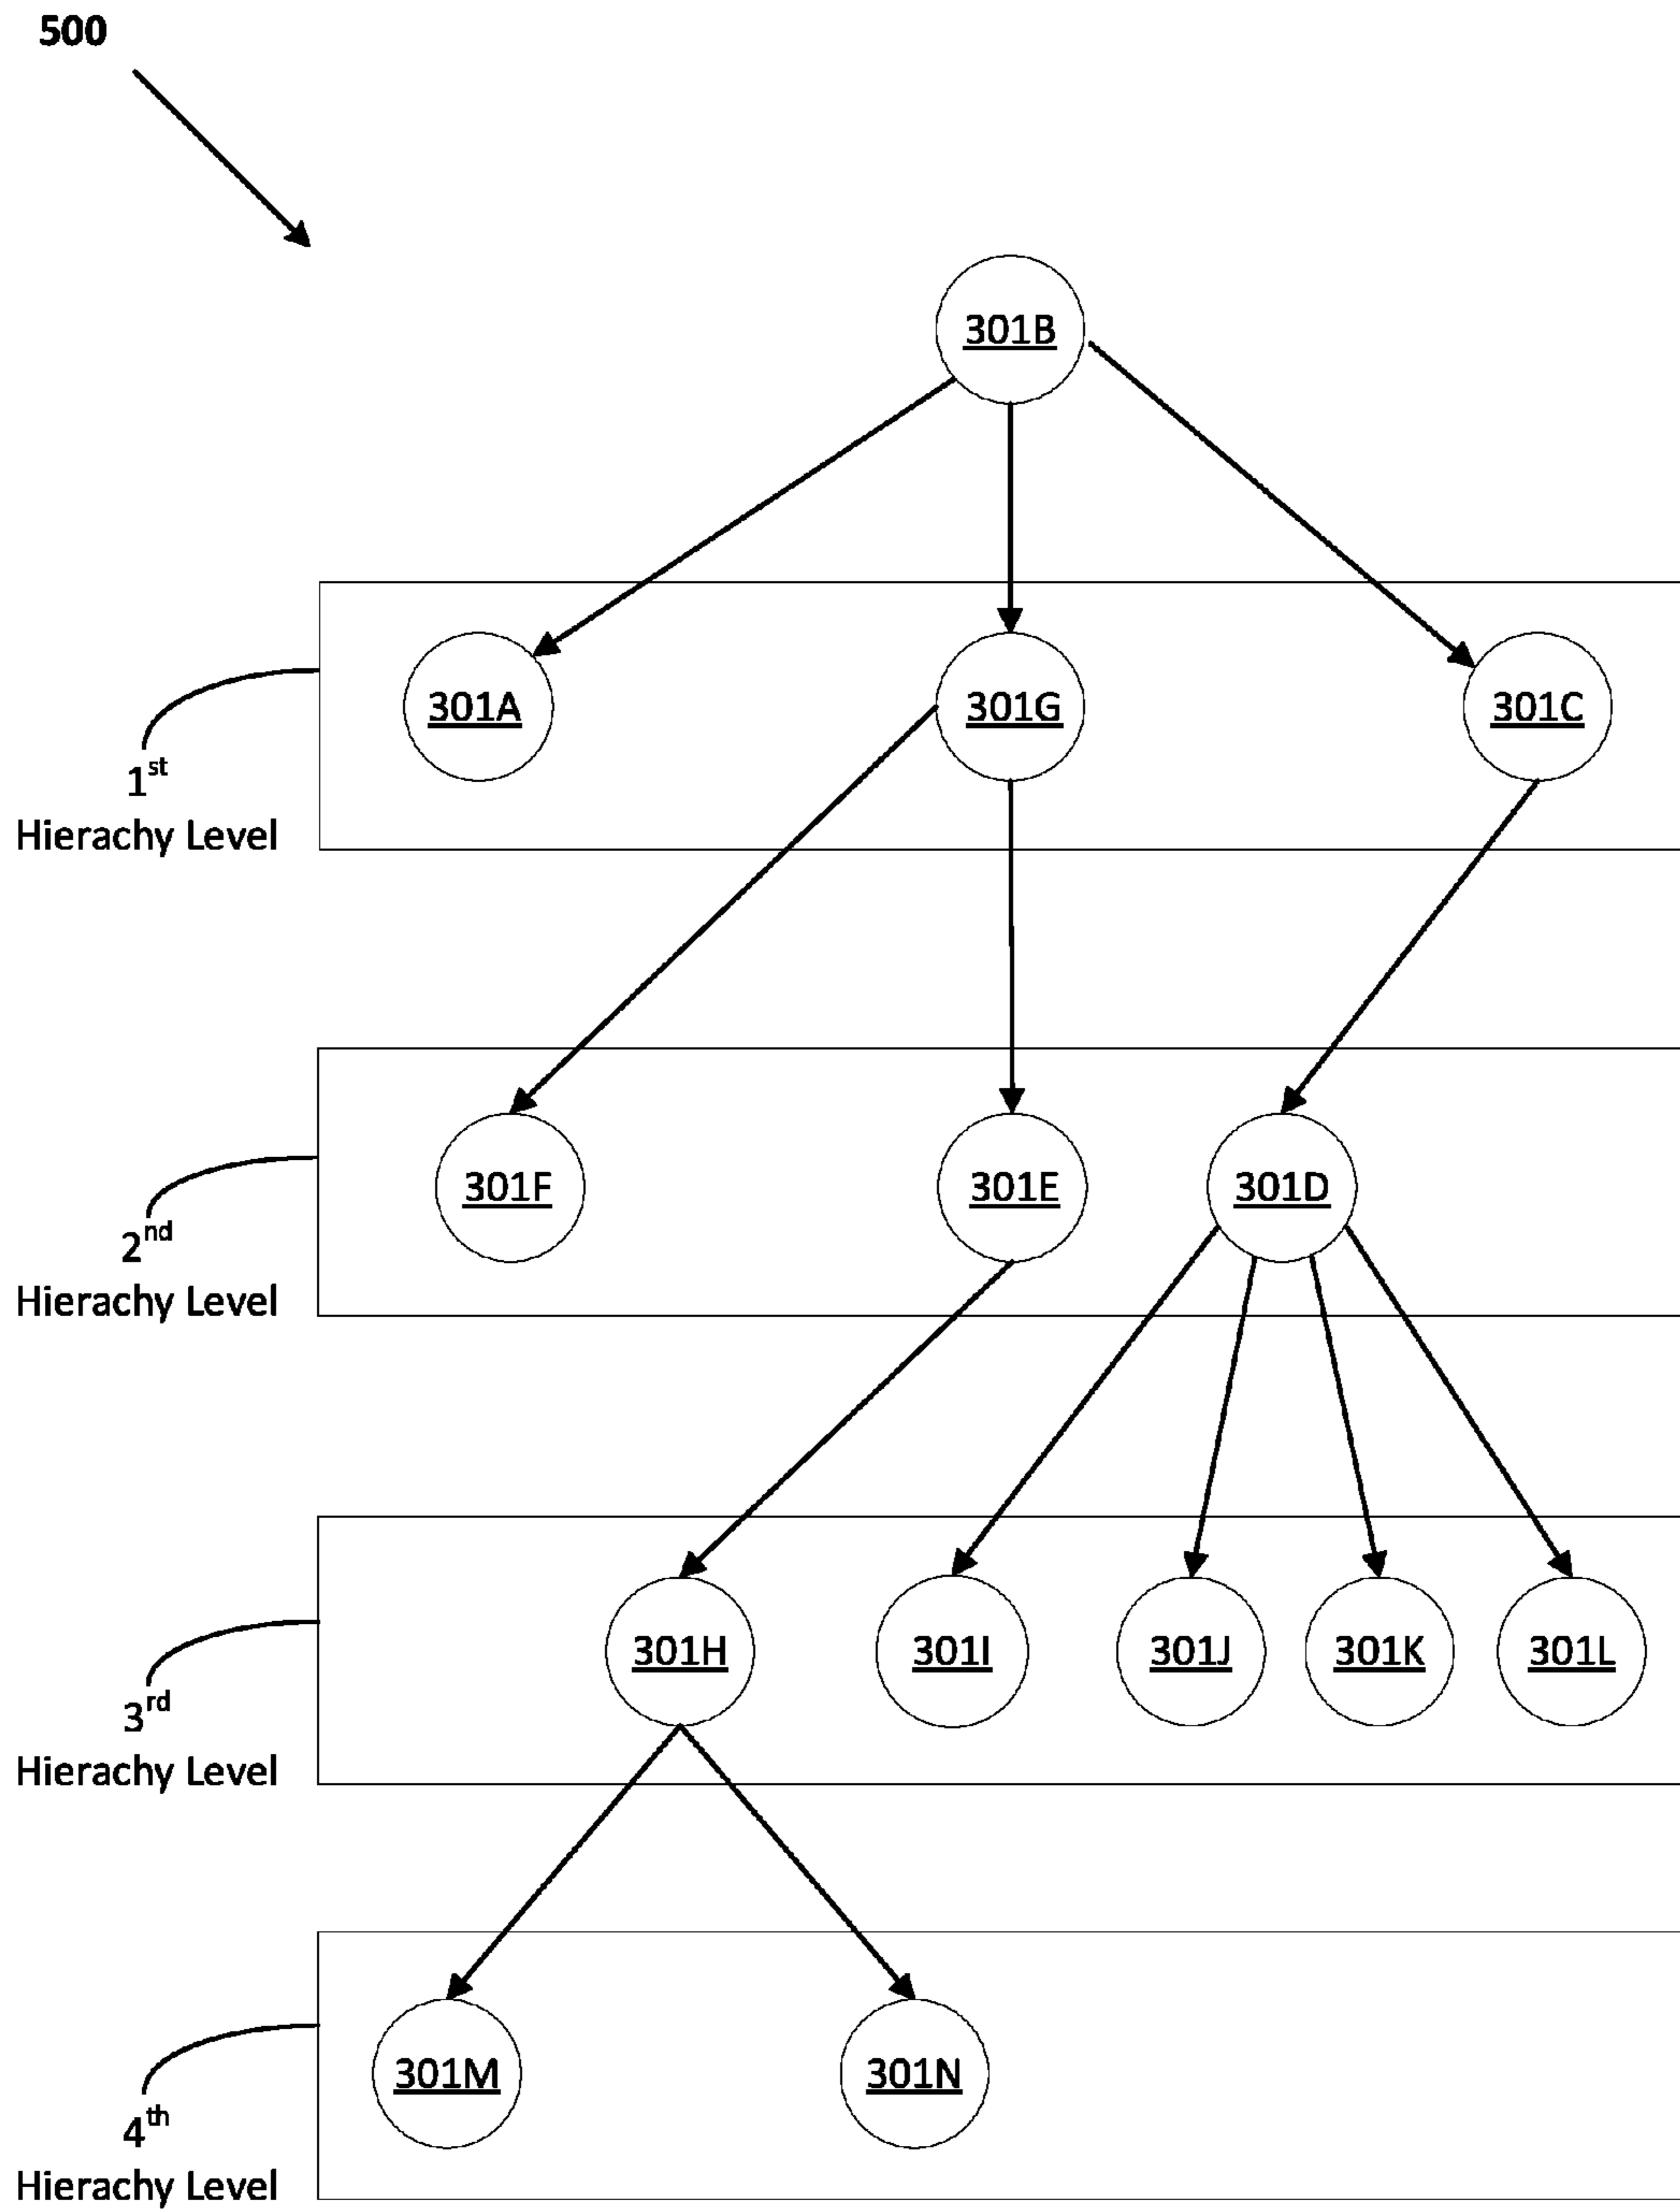 500
301B
301A
301G
301C
1st
Hierachy Level
301F
301E
301D
2nd
Hierachy Level
301H
301I
301J
301K
301L
3rd
Hierachy Level
301M
301N
4th
Hierachy Level